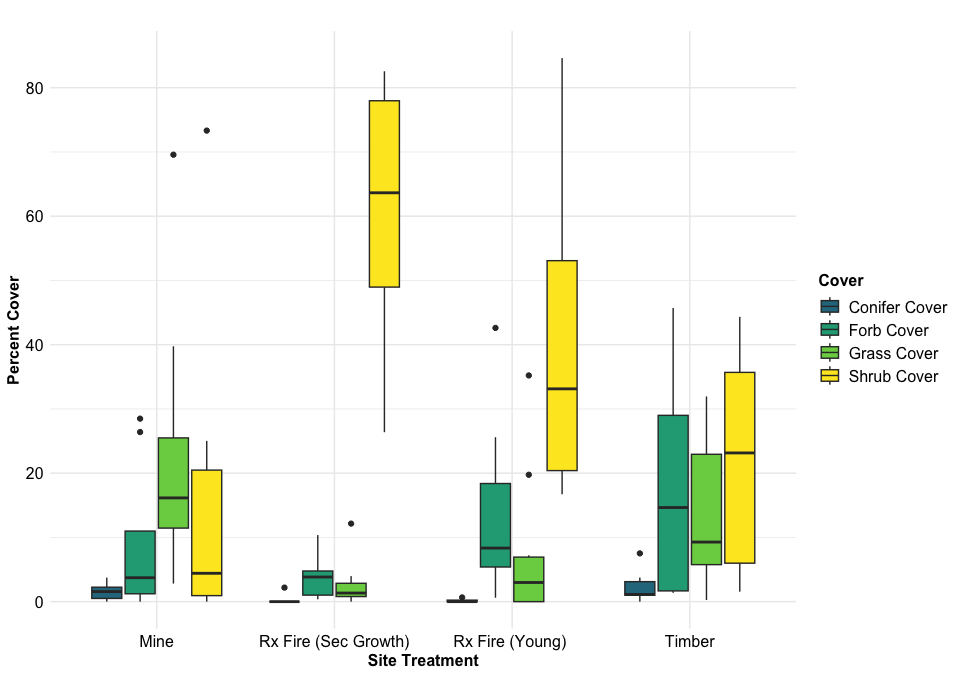 80
60
40
20
0
Percent Cover
Mine
Rx Fire (Sec Growth)
Rx Fire (Young)
Timber
Site Treatment
Cover
Conifer Cover
Forb Cover
Grass Cover
Shrub Cover